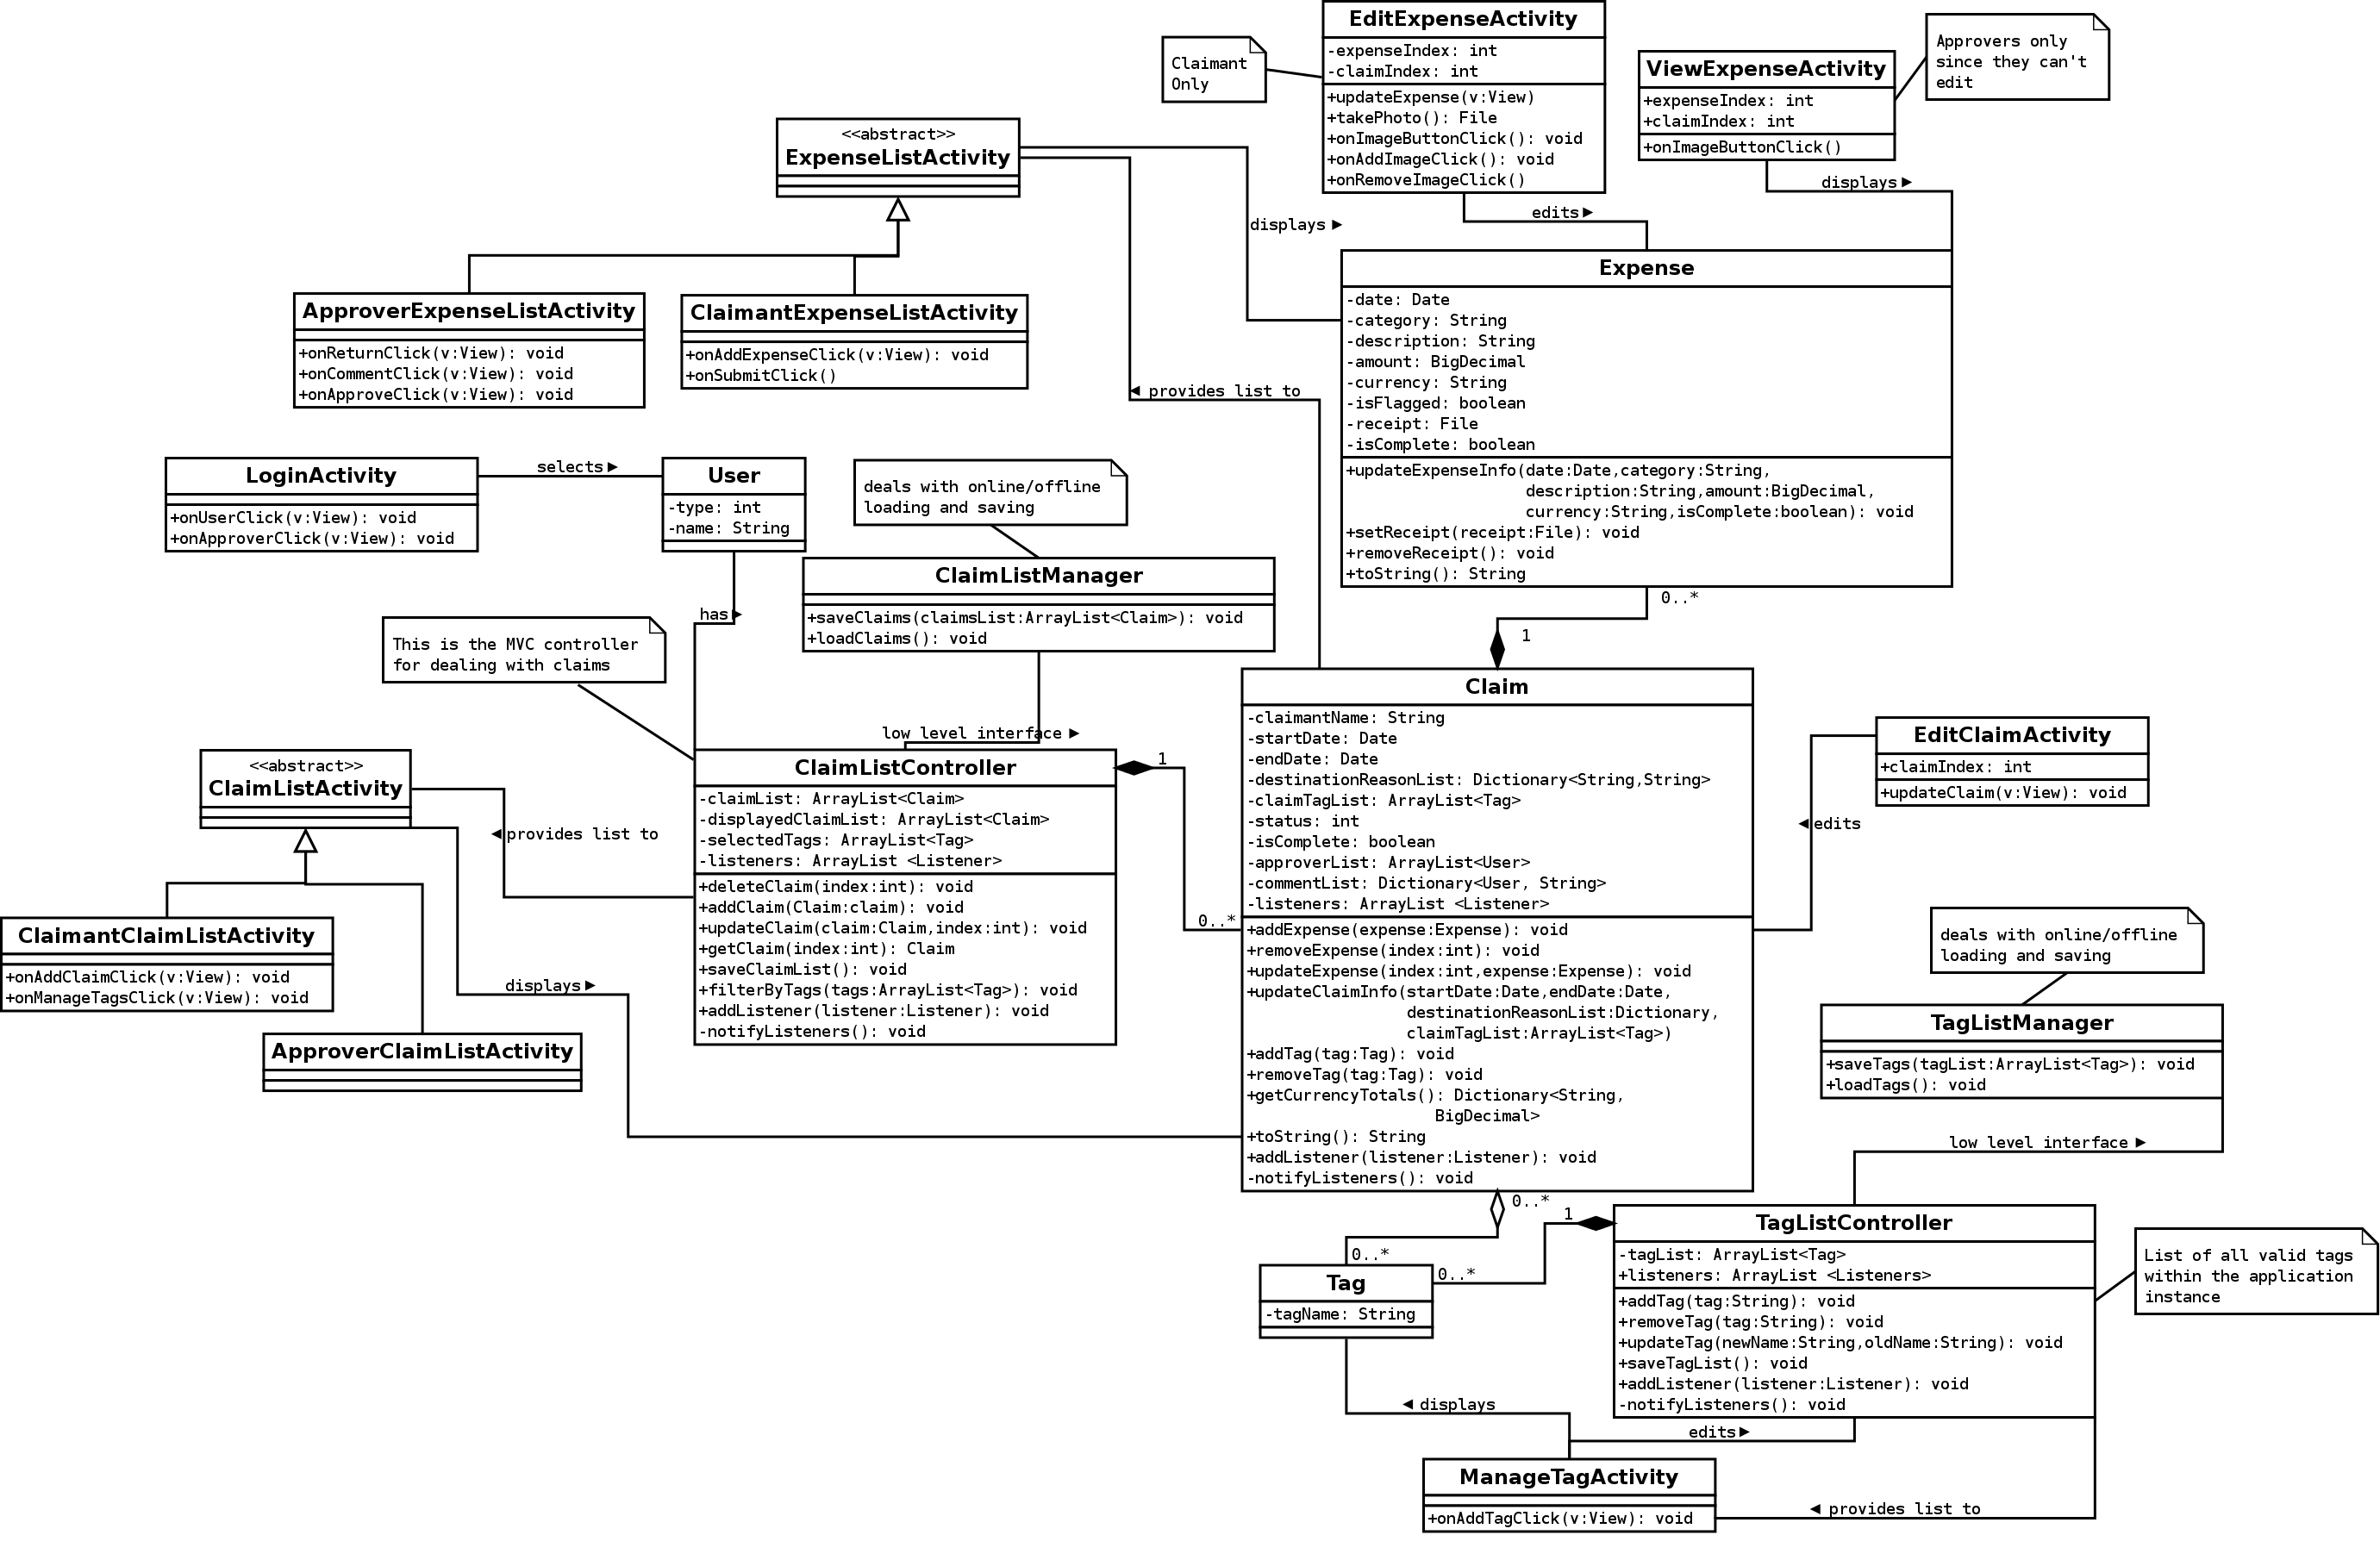 EditExpenseActivity
-expenseIndex: int
-claimIndex: int
+updateExpense(v:View)
+takePhoto(): File
+onImageButtonClick(): void
+onAddImageClick(): void
+onRemoveImageClick()
Claimant
Only
ViewExpenseActivity
+expenseIndex: int
+claimIndex: int
+onImageButtonClick()
Approvers only
since they can't
edit
<<abstract>>
ExpenseListActivity
displays ►
edits ►
displays ►
Expense
-date: Date
-category: String
-description: String
-amount: BigDecimal
-currency: String
-isFlagged: boolean
-receipt: File
-isComplete: boolean
+updateExpenseInfo(date:Date,category:String,
description:String,amount:BigDecimal,
currency:String,isComplete:boolean): void
+setReceipt(receipt:File): void
+removeReceipt(): void
+toString(): String
ApproverExpenseListActivity
+onReturnClick(v:View): void
+onCommentClick(v:View): void
+onApproveClick(v:View): void
ClaimantExpenseListActivity
+onAddExpenseClick(v:View): void
+onSubmitClick()
◄ provides list to
LoginActivity
+onUserClick(v:View): void
+onApproverClick(v:View): void
selects ►
User
-type: int
-name: String
deals with online/offline
loading and saving
ClaimListManager
+saveClaims(claimsList:ArrayList<Claim>): void
+loadClaims(): void
has ►
0..*
1
This is the MVC controller
for dealing with claims
low level interface ►
<<abstract>>
ClaimListActivity
◄ provides list to
ClaimListController
-claimList: ArrayList<Claim>
-displayedClaimList: ArrayList<Claim>
-selectedTags: ArrayList<Tag>
-listeners: ArrayList <Listener>
+deleteClaim(index:int): void
+addClaim(Claim:claim): void
+updateClaim(claim:Claim,index:int): void
+getClaim(index:int): Claim
+saveClaimList(): void
+filterByTags(tags:ArrayList<Tag>): void
+addListener(listener:Listener): void
-notifyListeners(): void
1
0..*
Claim
-claimantName: String
-startDate: Date
-endDate: Date
-destinationReasonList: Dictionary<String,String>
-claimTagList: ArrayList<Tag>
-status: int
-isComplete: boolean
-approverList: ArrayList<User>
-commentList: Dictionary<User, String>
-listeners: ArrayList <Listener>
+addExpense(expense:Expense): void
+removeExpense(index:int): void
+updateExpense(index:int,expense:Expense): void
+updateClaimInfo(startDate:Date,endDate:Date,
destinationReasonList:Dictionary,
claimTagList:ArrayList<Tag>)
+addTag(tag:Tag): void
+removeTag(tag:Tag): void
+getCurrencyTotals(): Dictionary<String,
BigDecimal>
+toString(): String
+addListener(listener:Listener): void
-notifyListeners(): void
EditClaimActivity
+claimIndex: int
+updateClaim(v:View): void
◄ edits
ClaimantClaimListActivity
+onAddClaimClick(v:View): void
+onManageTagsClick(v:View): void
displays ►
ApproverClaimListActivity
deals with online/offline
loading and saving
TagListManager
+saveTags(tagList:ArrayList<Tag>): void
+loadTags(): void
low level interface ►
0..*
1
0..*
0..*
Tag
-tagName: String
TagListController
-tagList: ArrayList<Tag>
+listeners: ArrayList <Listeners>
+addTag(tag:String): void
+removeTag(tag:String): void
+updateTag(newName:String,oldName:String): void
+saveTagList(): void
+addListener(listener:Listener): void
-notifyListeners(): void
List of all valid tags
within the application
instance
◄ displays
edits ►
ManageTagActivity
+onAddTagClick(v:View): void
◄ provides list to